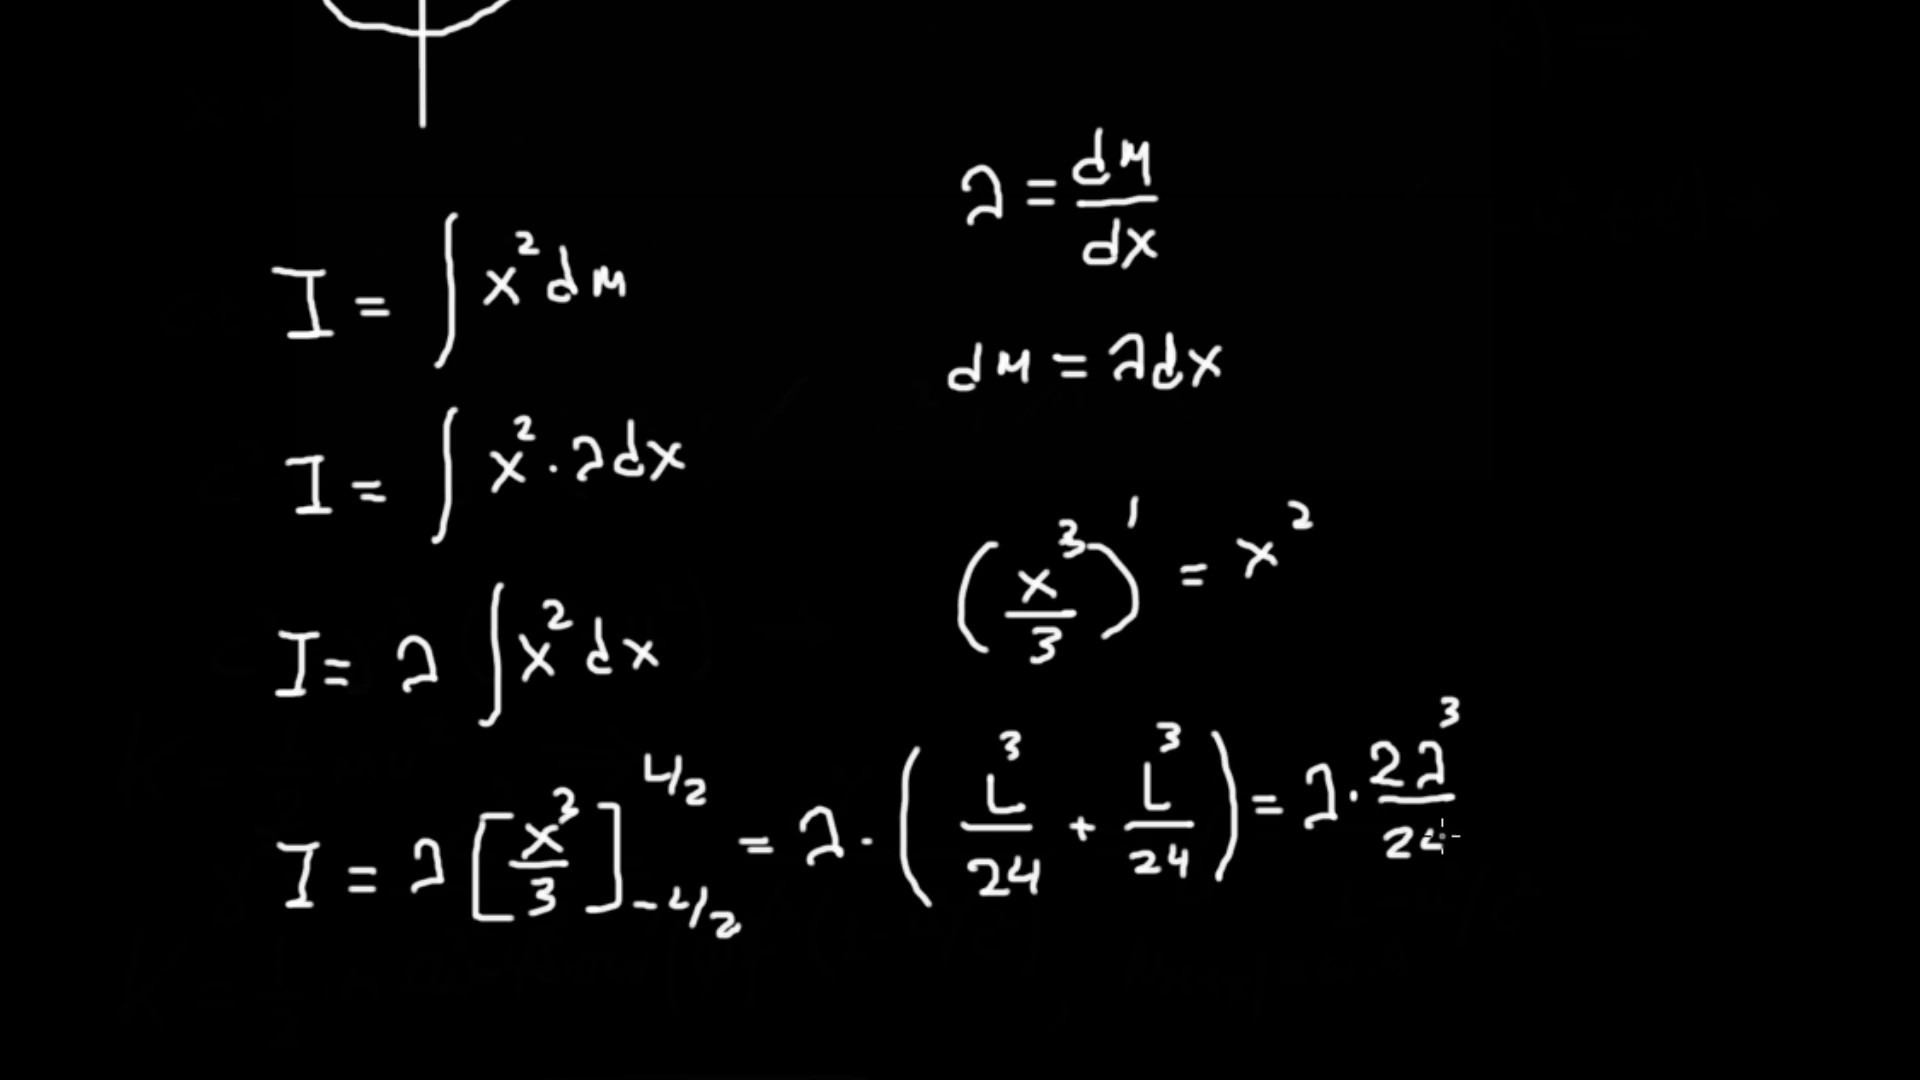 λ = dM/dx
I = ∫ x² dM
dM = λdx
I = ∫ x² · λdx
(x³/3)' = x²
I = λ ∫ x² dx
I = λ [x³/3]_{-L/2}^{L/2} = λ · (L³/24 + L³/24) = λ · 2λ³/24